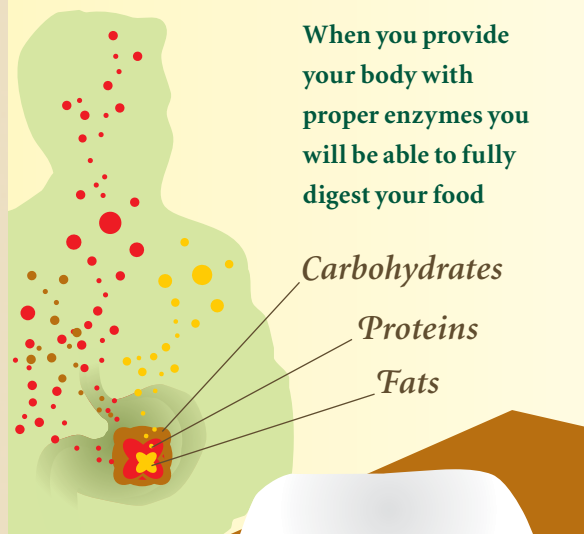 When you provide
your body with
proper enzymes you
will be able to fully
digest your food
Carbohydrates
Proteins
Fats